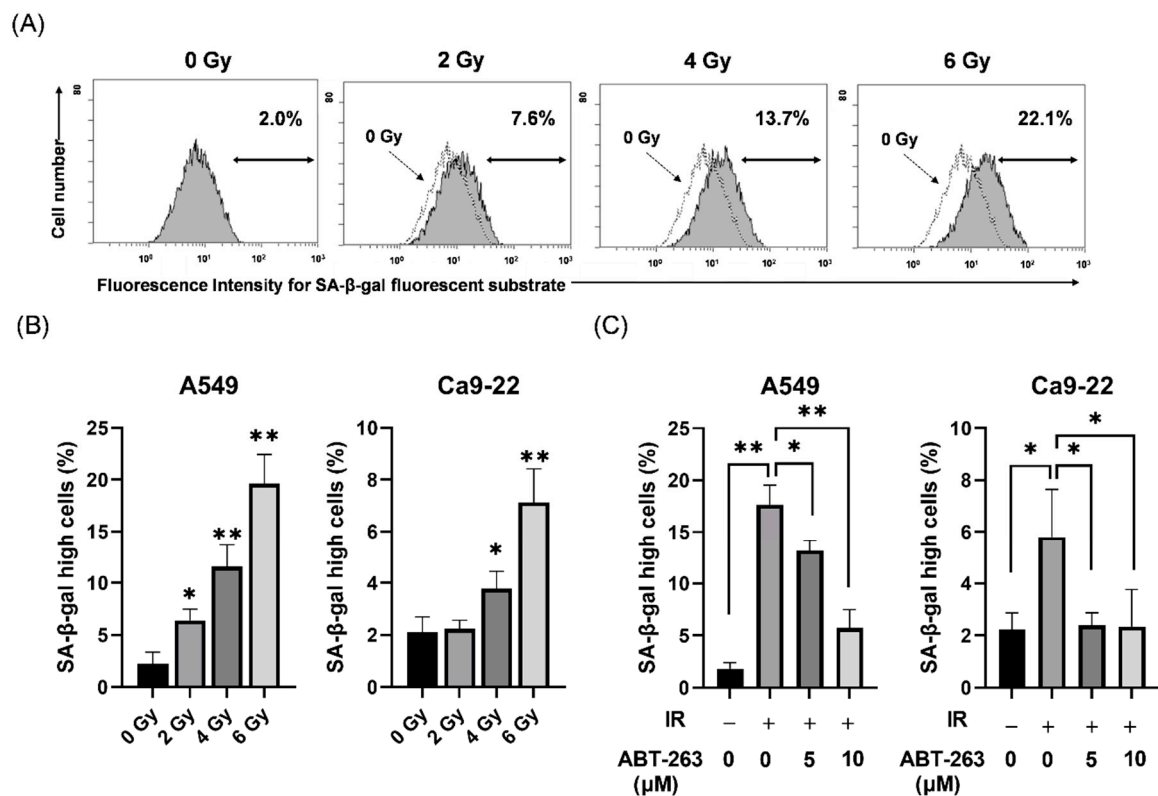 (A)
0 Gy
2 Gy
4 Gy
6 Gy
80
80
80
80
2.0%
7.6%
13.7%
22.1%
0 Gy
0 Gy
0 Gy
Cell number
10⁰ 10¹ 10² 10³
10⁰ 10¹ 10² 10³
10⁰ 10¹ 10² 10³
10⁰ 10¹ 10² 10³
Fluorescence Intensity for SA-β-gal fluorescent substrate
(B)
A549
SA-β-gal high cells (%)
25
20
15
10
5
0
*
**
**
0 Gy
2 Gy
4 Gy
6 Gy
Ca9-22
SA-β-gal high cells (%)
10
8
6
4
2
0
*
**
0 Gy
2 Gy
4 Gy
6 Gy
(C)
A549
SA-β-gal high cells (%)
25
20
15
10
5
0
**
** *
IR − + + +
ABT-263 0 0 5 10
(μM)
Ca9-22
SA-β-gal high cells (%)
10
8
6
4
2
0
*
* *
IR − + + +
ABT-263 0 0 5 10
(μM)